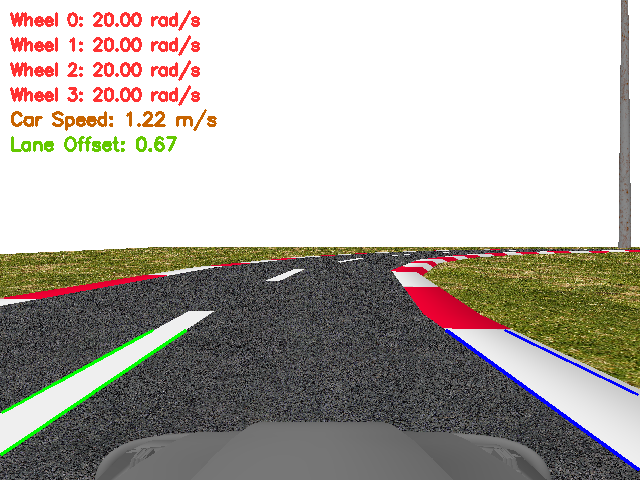 Wheel 0: 20.00 rad/s
Wheel 1: 20.00 rad/s
Wheel 2: 20.00 rad/s
Wheel 3: 20.00 rad/s
Car Speed: 1.22 m/s
Lane Offset: 0.67